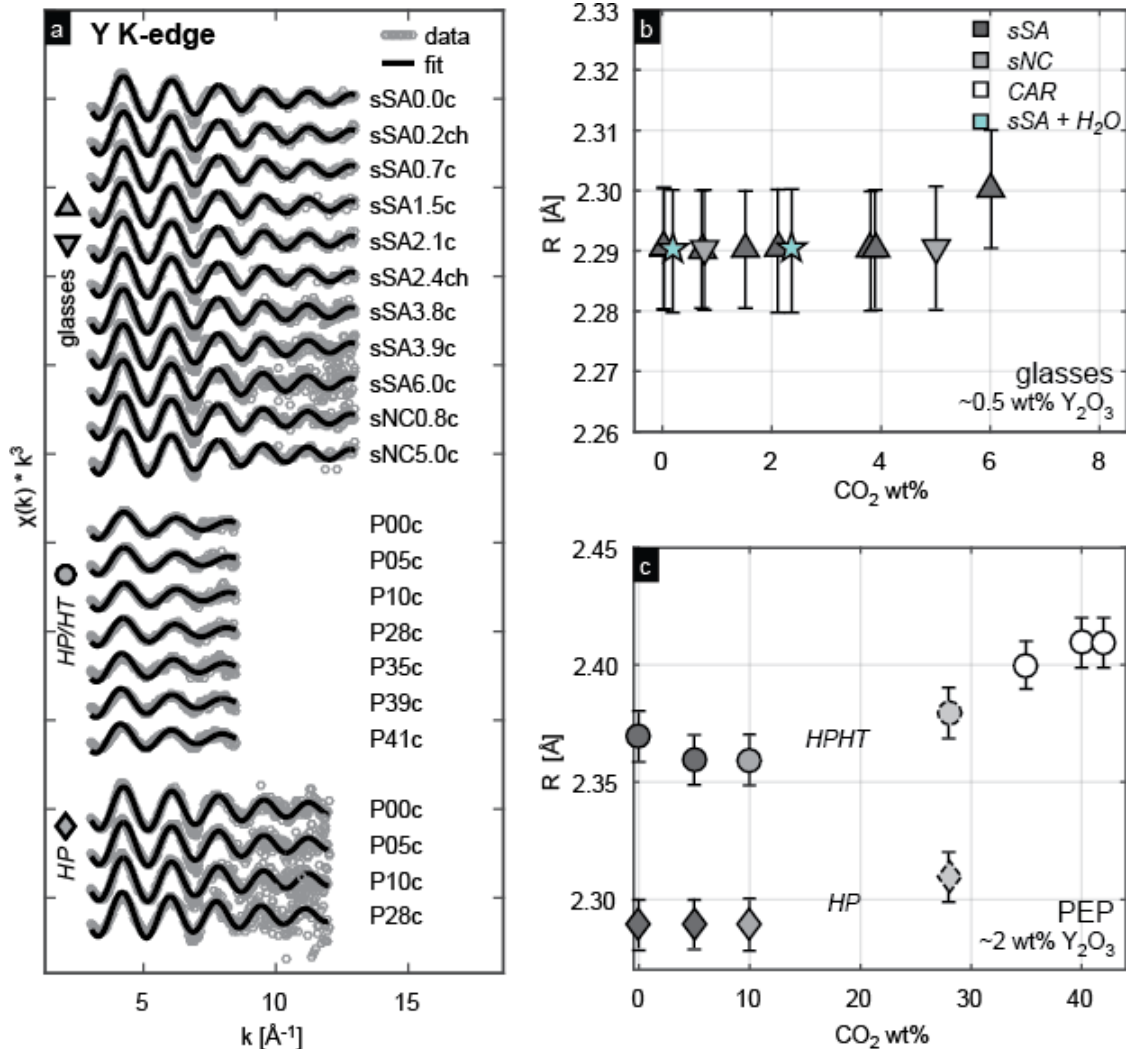 a
Y K-edge
data
fit
sSA0.0c
sSA0.2ch
sSA0.7c
sSA1.5c
sSA2.1c
sSA2.4ch
sSA3.8c
sSA3.9c
sSA6.0c
sNC0.8c
sNC5.0c
glasses
P00c
P05c
P10c
P28c
P35c
P39c
P41c
HP/HT
P00c
P05c
P10c
P28c
HP
χ(k) * k³
5
10
15
k [Å⁻¹]
b
sSA
sNC
CAR
sSA + H₂O
2.33
2.32
2.31
2.30
2.29
2.28
2.27
2.26
R [Å]
glasses
~0.5 wt% Y₂O₃
0
2
4
6
8
CO₂ wt%
c
2.45
2.40
2.35
2.30
R [Å]
HPHT
HP
PEP
~2 wt% Y₂O₃
0
10
20
30
40
CO₂ wt%